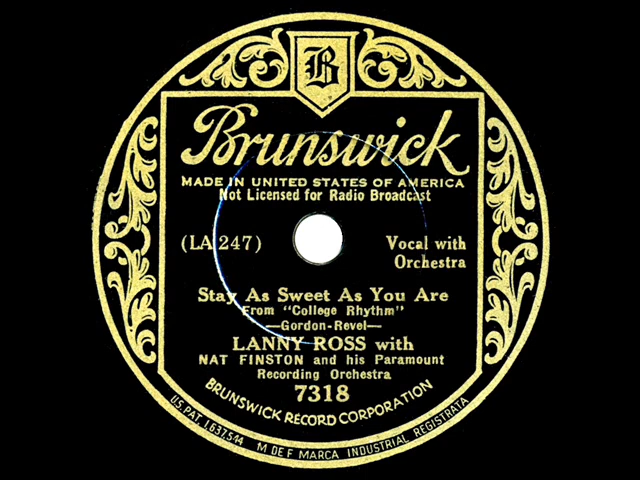 B
Brunswick
MADE IN UNITED STATES OF AMERICA
Not Licensed for Radio Broadcast
(LA 247)
Vocal with
Orchestra
Stay As Sweet As You Are
From "College Rhythm"
—Gordon-Revel—
LANNY ROSS with
NAT FINSTON and his Paramount
Recording Orchestra
7318
BRUNSWICK RECORD CORPORATION
U.S. PAT. 1,637,544 M DE F MARCA INDUSTRIAL REGISTRATA